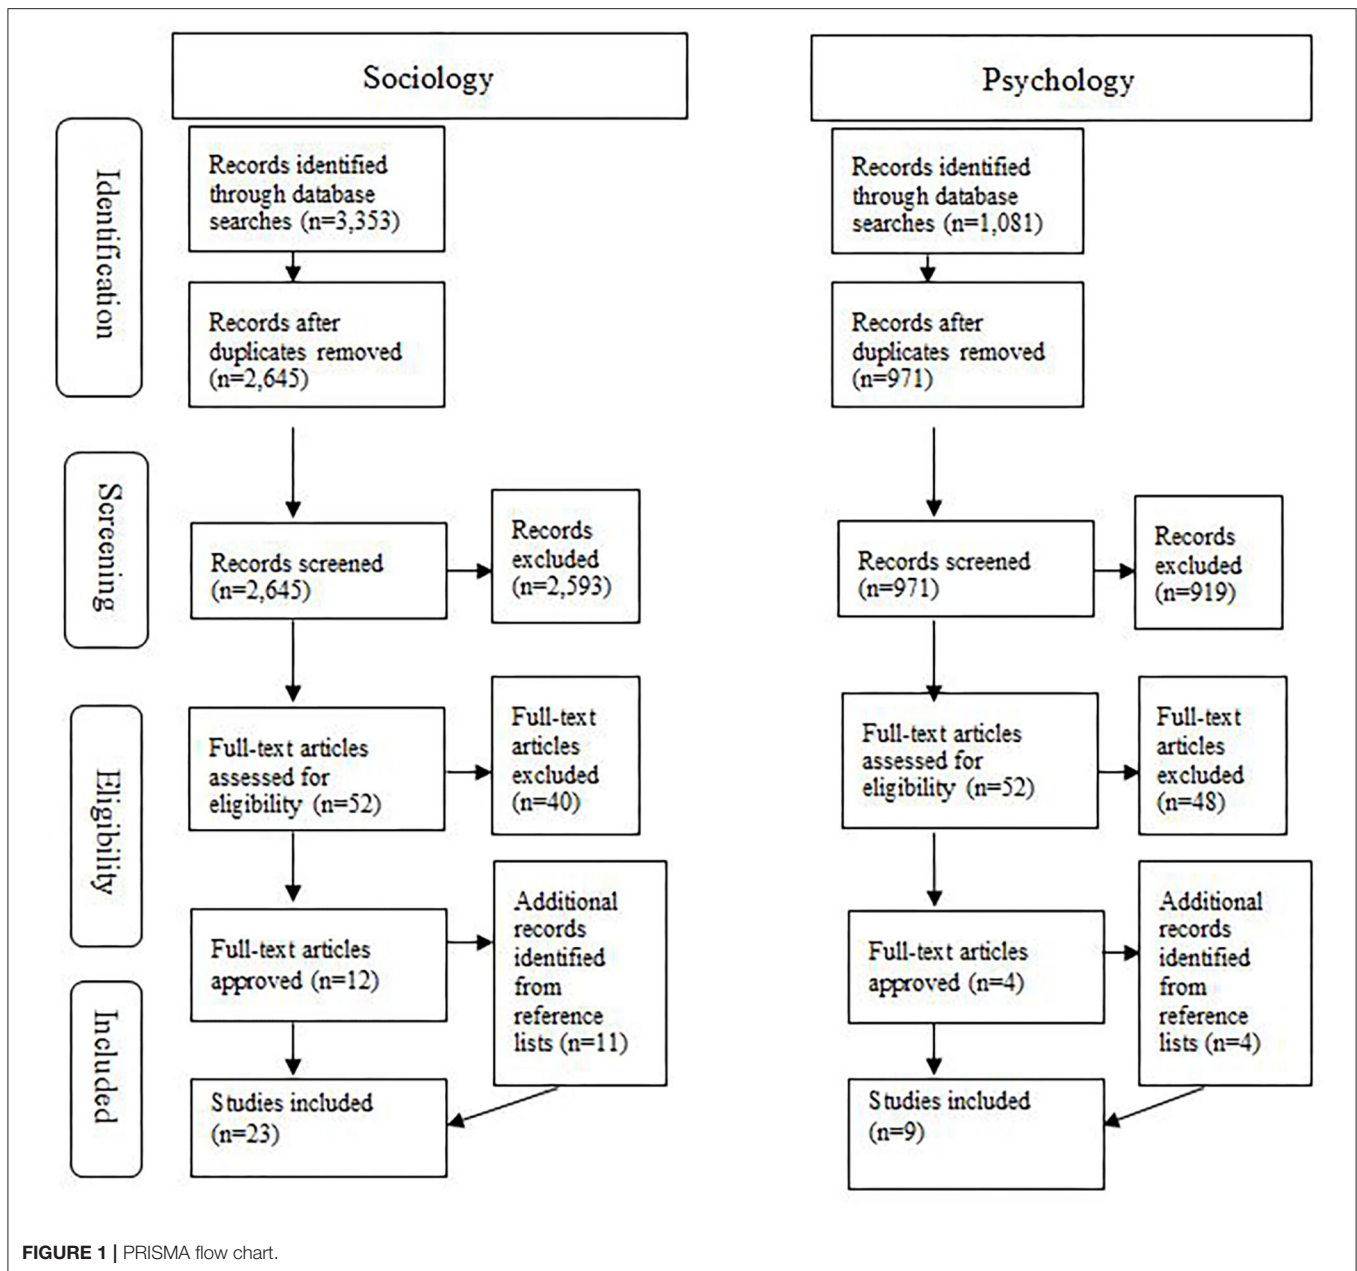 Sociology
Records identified
through database
searches (n=3,353)
Records after
duplicates removed
(n=2,645)
Records screened
(n=2,645)
Records
excluded
(n=2,593)
Full-text articles
assessed for
eligibility (n=52)
Full-text
articles
excluded
(n=40)
Full-text articles
approved (n=12)
Additional
records
identified
from
reference
lists (n=11)
Studies included
(n=23)
Psychology
Records identified
through database
searches (n=1,081)
Records after
duplicates removed
(n=971)
Records screened
(n=971)
Records
excluded
(n=919)
Full-text articles
assessed for
eligibility (n=52)
Full-text
articles
excluded
(n=48)
Full-text articles
approved (n=4)
Additional
records
identified
from
reference
lists (n=4)
Studies included
(n=9)
Identification
Screening
Eligibility
Included
FIGURE 1 | PRISMA flow chart.